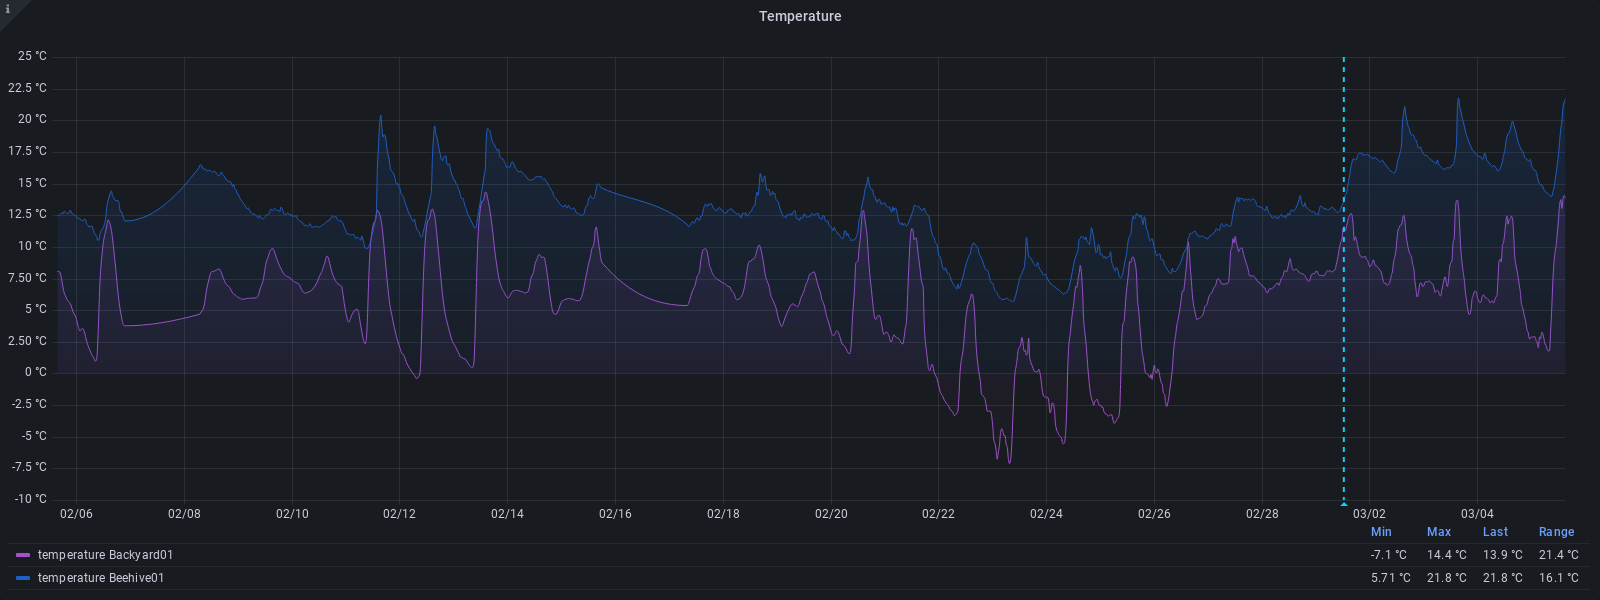 i
Temperature
25 °C
22.5 °C
20 °C
17.5 °C
15 °C
12.5 °C
10 °C
7.50 °C
5 °C
2.50 °C
0 °C
-2.5 °C
-5 °C
-7.5 °C
-10 °C
02/06 02/08 02/10 02/12 02/14 02/16 02/18 02/20 02/22 02/24 02/26 02/28 03/02 03/04
Min Max Last Range
temperature Backyard01 -7.1 °C 14.4 °C 13.9 °C 21.4 °C
temperature Beehive01 5.71 °C 21.8 °C 21.8 °C 16.1 °C